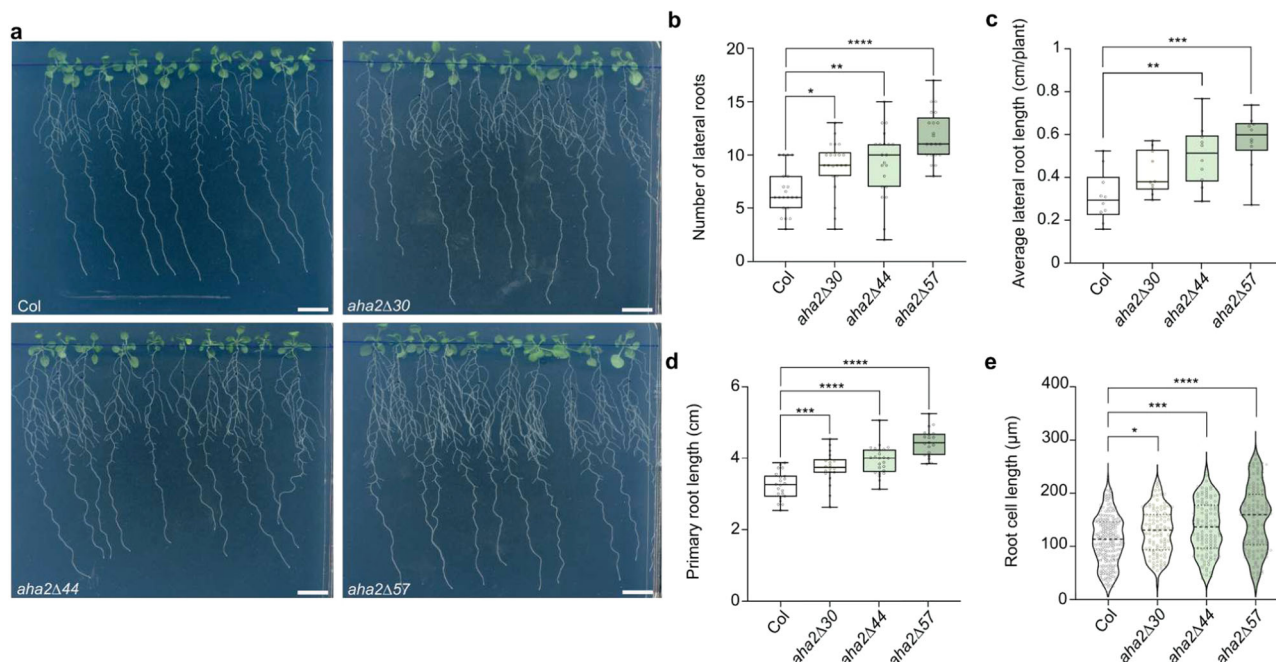 a
Col
aha2Δ30
aha2Δ44
aha2Δ57
b
Number of lateral roots
20
15
10
5
0
*
**
****
Col
aha2Δ30
aha2Δ44
aha2Δ57
c
Average lateral root length (cm/plant)
1
0.8
0.6
0.4
0.2
0
**
***
Col
aha2Δ30
aha2Δ44
aha2Δ57
d
Primary root length (cm)
6
4
2
0
***
****
****
Col
aha2Δ30
aha2Δ44
aha2Δ57
e
Root cell length (µm)
400
300
200
100
0
*
***
****
Col
aha2Δ30
aha2Δ44
aha2Δ57